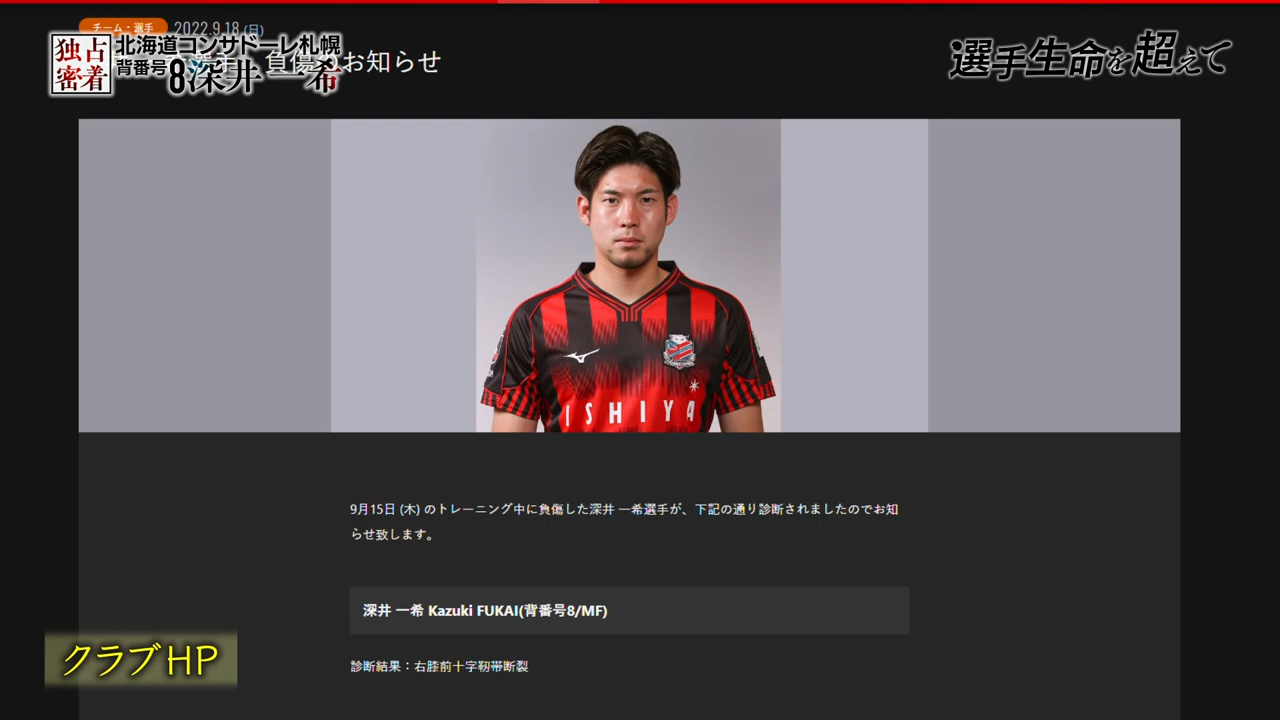 チーム・選手 2022.9.18 (日)
独占
密着
北海道コンサドーレ札幌
背番号8深井一希
選手 負傷のお知らせ
選手生命を超えて
ISHIYA
9月15日 (木) のトレーニング中に負傷した深井 一希選手が、下記の通り診断されましたのでお知
らせ致します。
深井 一希 Kazuki FUKAI(背番号8/MF)
クラブHP
診断結果：右膝前十字靭帯断裂